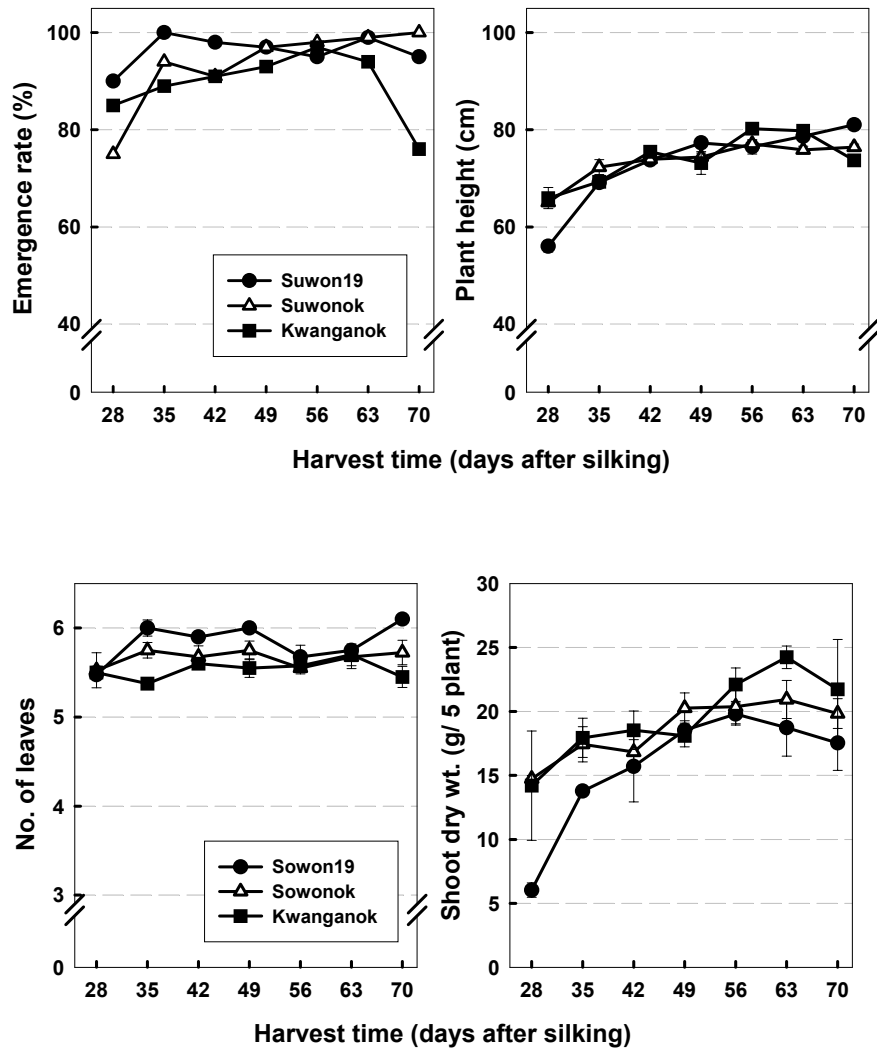 Emergence rate (%)
100
80
60
40
0
Suwon19
Suwonok
Kwanganok
28 35 42 49 56 63 70
Plant height (cm)
100
80
60
40
0
28 35 42 49 56 63 70
Harvest time (days after silking)
No. of leaves
6
5
4
3
0
Sowon19
Sowonok
Kwanganok
28 35 42 49 56 63 70
Shoot dry wt. (g/ 5 plant)
30
25
20
15
10
5
0
28 35 42 49 56 63 70
Harvest time (days after silking)